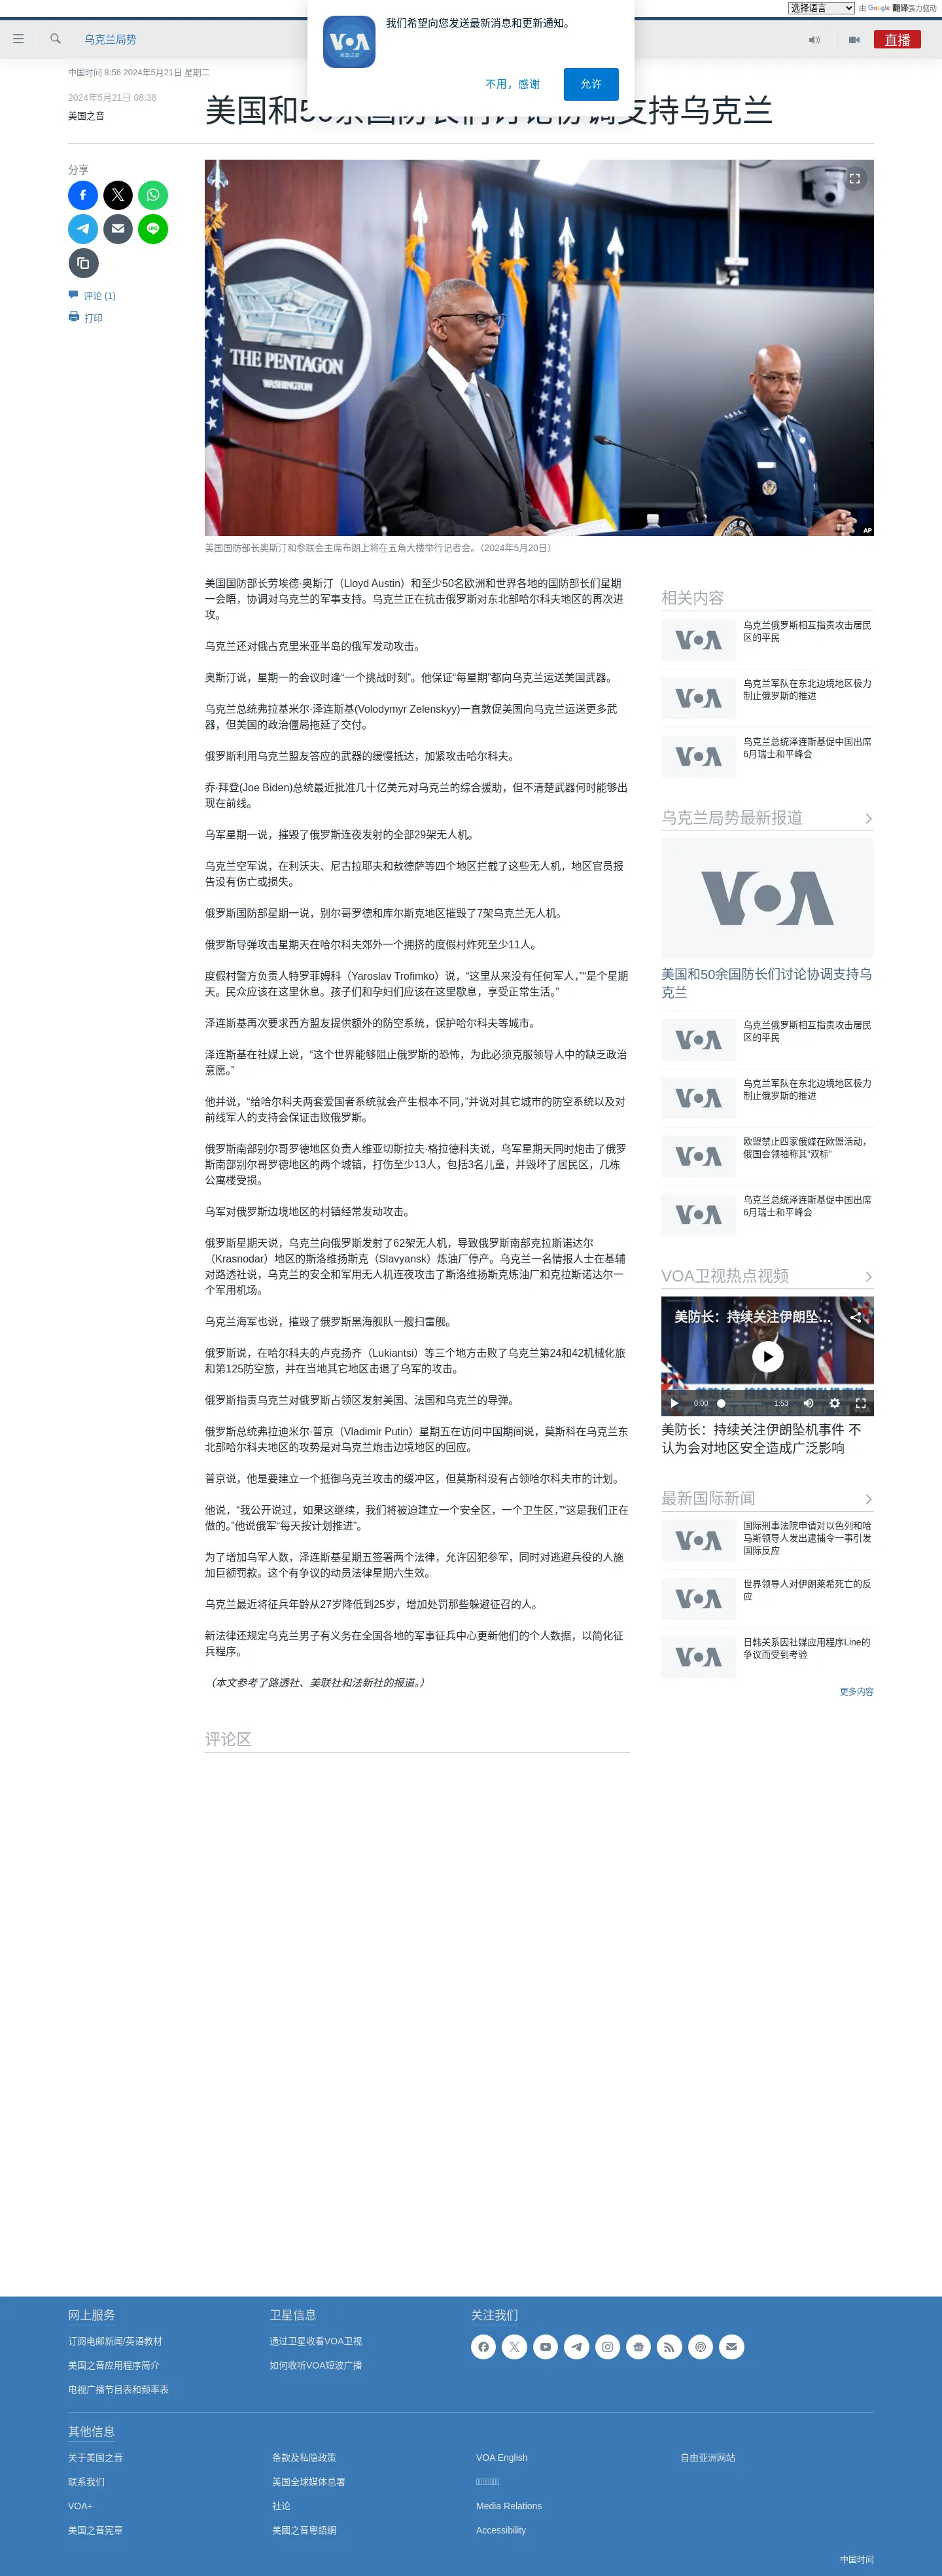 选择语言
由 Google 翻译强力驱动
我们希望向您发送最新消息和更新通知。
VOA
美国之音
不用，感谢
允许
乌克兰局势
直播
中国时间 8:56 2024年5月21日 星期二
2024年5月21日 08:38
美国之音
美国和50余国防长们讨论协调支持乌克兰
分享
评论 (1)
打印
THE PENTAGON
WASHINGTON
AP
美国国防部长奥斯汀和参联会主席布朗上将在五角大楼举行记者会。（2024年5月20日）
美国国防部长劳埃德·奥斯汀（Lloyd Austin）和至少50名欧洲和世界各地的国防部长们星期
一会晤，协调对乌克兰的军事支持。乌克兰正在抗击俄罗斯对东北部哈尔科夫地区的再次进
攻。
乌克兰还对俄占克里米亚半岛的俄军发动攻击。
奥斯汀说，星期一的会议时逢“一个挑战时刻”。他保证“每星期”都向乌克兰运送美国武器。
乌克兰总统弗拉基米尔·泽连斯基(Volodymyr Zelenskyy)一直敦促美国向乌克兰运送更多武
器，但美国的政治僵局拖延了交付。
俄罗斯利用乌克兰盟友答应的武器的缓慢抵达，加紧攻击哈尔科夫。
乔·拜登(Joe Biden)总统最近批准几十亿美元对乌克兰的综合援助，但不清楚武器何时能够出
现在前线。
乌军星期一说，摧毁了俄罗斯连夜发射的全部29架无人机。
乌克兰空军说，在利沃夫、尼古拉耶夫和敖德萨等四个地区拦截了这些无人机，地区官员报
告没有伤亡或损失。
俄罗斯国防部星期一说，别尔哥罗德和库尔斯克地区摧毁了7架乌克兰无人机。
俄罗斯导弹攻击星期天在哈尔科夫郊外一个拥挤的度假村炸死至少11人。
度假村警方负责人特罗菲姆科（Yaroslav Trofimko）说，“这里从来没有任何军人，”“是个星期
天。民众应该在这里休息。孩子们和孕妇们应该在这里歇息，享受正常生活。”
泽连斯基再次要求西方盟友提供额外的防空系统，保护哈尔科夫等城市。
泽连斯基在社媒上说，“这个世界能够阻止俄罗斯的恐怖，为此必须克服领导人中的缺乏政治
意愿。”
他并说，“给哈尔科夫两套爱国者系统就会产生根本不同，”并说对其它城市的防空系统以及对
前线军人的支持会保证击败俄罗斯。
俄罗斯南部别尔哥罗德地区负责人维亚切斯拉夫·格拉德科夫说，乌军星期天同时炮击了俄罗
斯南部别尔哥罗德地区的两个城镇，打伤至少13人，包括3名儿童，并毁坏了居民区，几栋
公寓楼受损。
乌军对俄罗斯边境地区的村镇经常发动攻击。
俄罗斯星期天说，乌克兰向俄罗斯发射了62架无人机，导致俄罗斯南部克拉斯诺达尔
（Krasnodar）地区的斯洛维扬斯克（Slavyansk）炼油厂停产。乌克兰一名情报人士在基辅
对路透社说，乌克兰的安全和军用无人机连夜攻击了斯洛维扬斯克炼油厂和克拉斯诺达尔一
个军用机场。
乌克兰海军也说，摧毁了俄罗斯黑海舰队一艘扫雷舰。
俄罗斯说，在哈尔科夫的卢克扬齐（Lukiantsi）等三个地方击败了乌克兰第24和42机械化旅
和第125防空旅，并在当地其它地区击退了乌军的攻击。
俄罗斯指责乌克兰对俄罗斯占领区发射美国、法国和乌克兰的导弹。
俄罗斯总统弗拉迪米尔·普京（Vladimir Putin）星期五在访问中国期间说，莫斯科在乌克兰东
北部哈尔科夫地区的攻势是对乌克兰炮击边境地区的回应。
普京说，他是要建立一个抵御乌克兰攻击的缓冲区，但莫斯科没有占领哈尔科夫市的计划。
他说，“我公开说过，如果这继续，我们将被迫建立一个安全区，一个卫生区，”“这是我们正在
做的。”他说俄军“每天按计划推进”。
为了增加乌军人数，泽连斯基星期五签署两个法律，允许囚犯参军，同时对逃避兵役的人施
加巨额罚款。这个有争议的动员法律星期六生效。
乌克兰最近将征兵年龄从27岁降低到25岁，增加处罚那些躲避征召的人。
新法律还规定乌克兰男子有义务在全国各地的军事征兵中心更新他们的个人数据，以简化征
兵程序。
（本文参考了路透社、美联社和法新社的报道。）
评论区
相关内容
VOA
乌克兰俄罗斯相互指责攻击居民
区的平民
VOA
乌克兰军队在东北边境地区极力
制止俄罗斯的推进
VOA
乌克兰总统泽连斯基促中国出席
6月瑞士和平峰会
乌克兰局势最新报道
VOA
美国和50余国防长们讨论协调支持乌
克兰
VOA
乌克兰俄罗斯相互指责攻击居民
区的平民
VOA
乌克兰军队在东北边境地区极力
制止俄罗斯的推进
VOA
欧盟禁止四家俄媒在欧盟活动，
俄国会领袖称其“双标”
VOA
乌克兰总统泽连斯基促中国出席
6月瑞士和平峰会
VOA卫视热点视频
美防长：持续关注伊朗坠...
0:00
1:53
美防长：持续关注伊朗坠机事件 不
认为会对地区安全造成广泛影响
最新国际新闻
VOA
国际刑事法院申请对以色列和哈
马斯领导人发出逮捕令一事引发
国际反应
VOA
世界领导人对伊朗莱希死亡的反
应
VOA
日韩关系因社媒应用程序Line的
争议而受到考验
更多内容
网上服务
订阅电邮新闻/英语教材
美国之音应用程序简介
电视广播节目表和频率表
卫星信息
通过卫星收看VOA卫视
如何收听VOA短波广播
关注我们
其他信息
关于美国之音
联系我们
VOA+
美国之音宪章
条款及私隐政策
美国全球媒体总署
社论
美國之音粵語網
VOA English
Media Relations
Accessibility
自由亚洲网站
中国时间